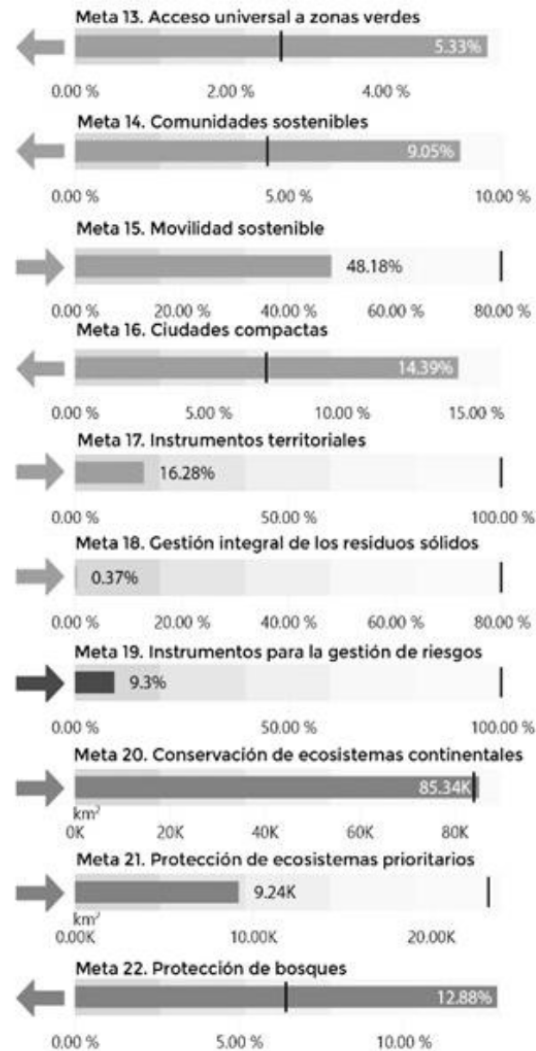 Meta 13. Acceso universal a zonas verdes
5.33%
0.00 % 2.00 % 4.00 %
Meta 14. Comunidades sostenibles
9.05%
0.00 % 5.00 % 10.00 %
Meta 15. Movilidad sostenible
48.18%
0.00 % 20.00 % 40.00 % 60.00 % 80.00 %
Meta 16. Ciudades compactas
14.39%
0.00 % 5.00 % 10.00 % 15.00 %
Meta 17. Instrumentos territoriales
16.28%
0.00 % 50.00 % 100.00 %
Meta 18. Gestión integral de los residuos sólidos
0.37%
0.00 % 20.00 % 40.00 % 60.00 % 80.00 %
Meta 19. Instrumentos para la gestión de riesgos
9.3%
0.00 % 50.00 % 100.00 %
Meta 20. Conservación de ecosistemas continentales
85.34K
km²
0K 20K 40K 60K 80K
Meta 21. Protección de ecosistemas prioritarios
9.24K
km²
0.00K 10.00K 20.00K
Meta 22. Protección de bosques
12.88%
0.00 % 5.00 % 10.00 %